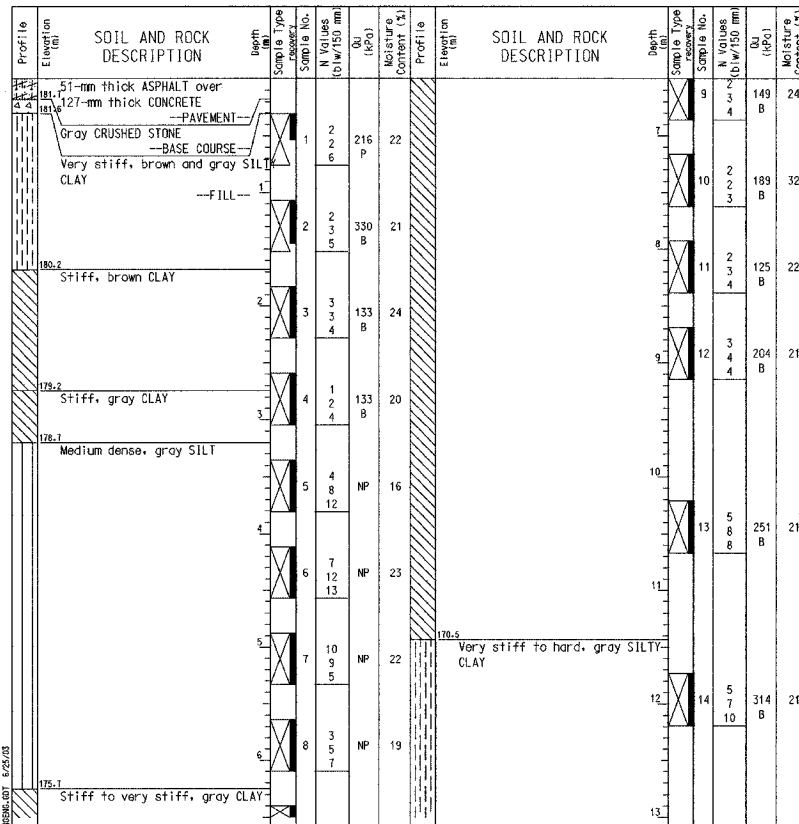 Profile
Elevation (m)
SOIL AND ROCK DESCRIPTION
Depth (m)
Sample Type
recovery
Sample No.
N Values (blw/150 mm)
Qu (kPa)
Moisture Content (%)
181.7
51-mm thick ASPHALT over
181.6
127-mm thick CONCRETE
--PAVEMENT--
Gray CRUSHED STONE
--BASE COURSE--
Very stiff, brown and gray SILTY
CLAY
--FILL--
180.2
Stiff, brown CLAY
179.2
Stiff, gray CLAY
178.7
Medium dense, gray SILT
175.7
Stiff to very stiff, gray CLAY
1
2
3
4
5
6
1 2 2 6 216 P 22
2 2 3 5 330 B 21
3 3 3 4 133 B 24
4 1 2 4 133 B 20
5 4 8 12 NP 16
6 7 12 13 NP 23
7 10 9 5 NP 22
8 3 5 7 NP 19
Profile
Elevation (m)
SOIL AND ROCK DESCRIPTION
Depth (m)
Sample Type
recovery
Sample No.
N Values (blw/150 mm)
Qu (kPa)
Moisture Content (%)
170.5
Very stiff to hard, gray SILTY
CLAY
7
8
9
10
11
12
13
9 2 3 4 149 B 24
10 2 2 3 189 B 32
11 2 3 4 125 B 22
12 3 4 4 204 B 21
13 5 8 8 251 B 21
14 5 7 10 314 B 21
6/25/03